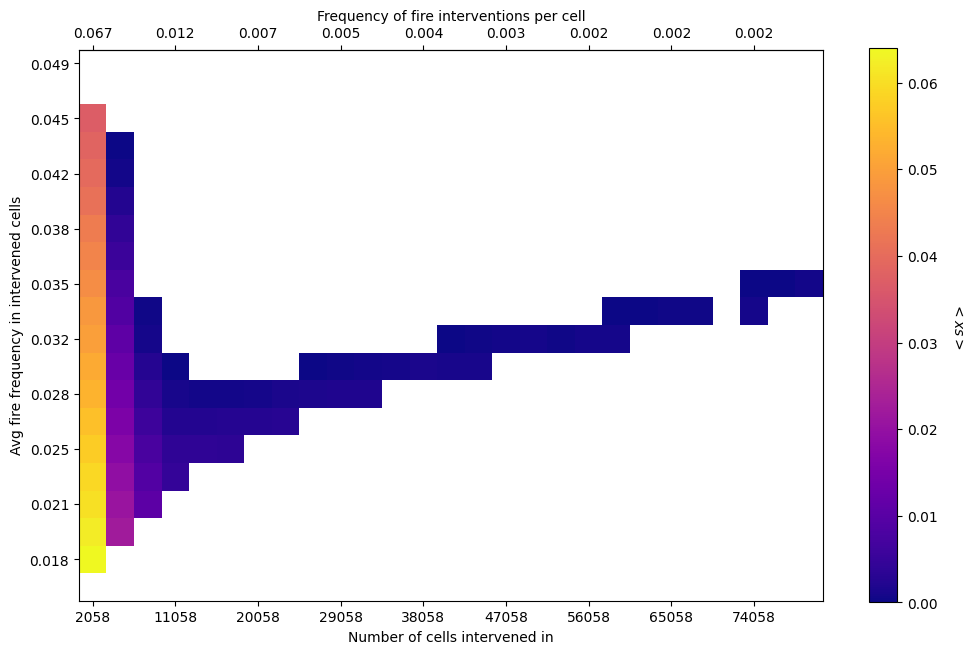 Frequency of fire interventions per cell
0.067 0.012 0.007 0.005 0.004 0.003 0.002 0.002 0.002
Avg fire frequency in intervened cells
0.049
0.045
0.042
0.038
0.035
0.032
0.028
0.025
0.021
0.018
2058 11058 20058 29058 38058 47058 56058 65058 74058
Number of cells intervened in
0.06
0.05
0.04
0.03
0.02
0.01
0.00
< sx >